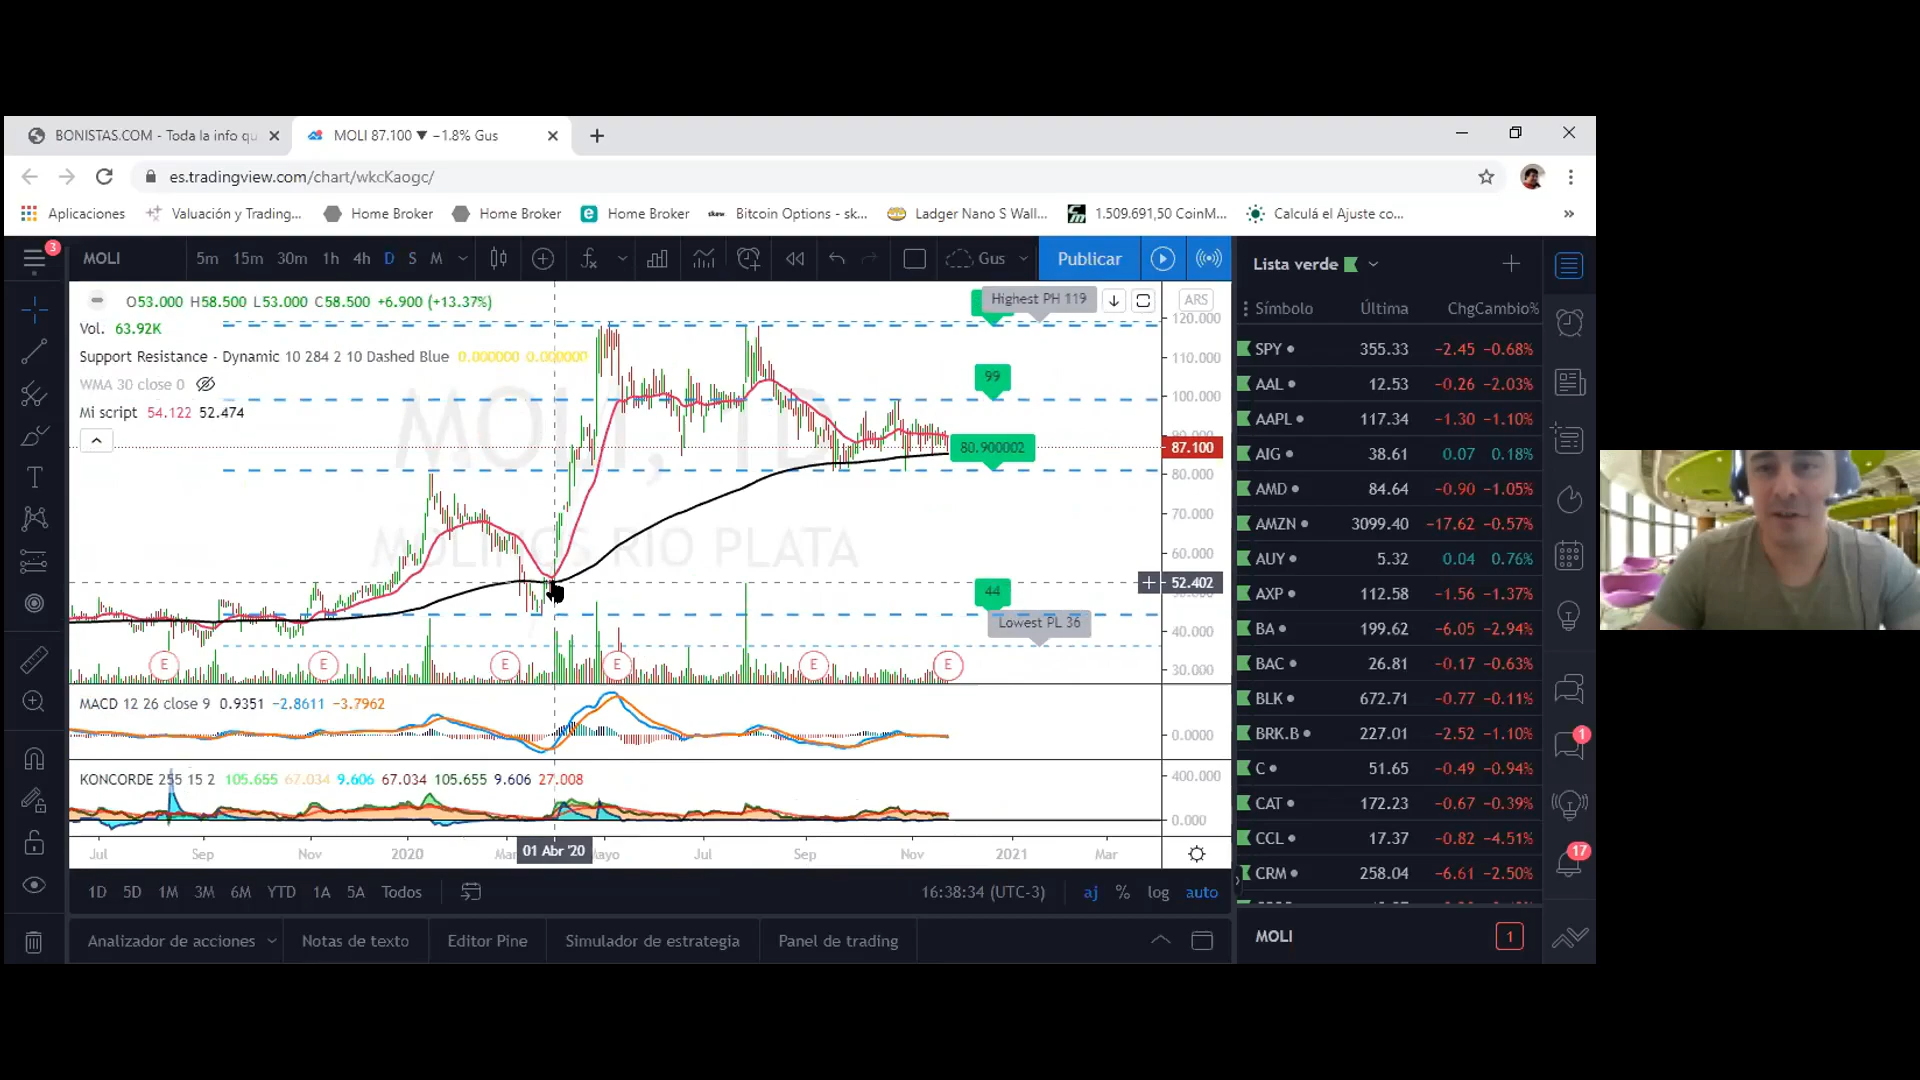 BONISTAS.COM - Toda la info qu
MOLI 87.100 ▼ −1.8% Gus
es.tradingview.com/chart/wkcKaogc/
Aplicaciones
Valuación y Trading...
Home Broker
Home Broker
Home Broker
skew
Bitcoin Options - sk...
Ladger Nano S Wall...
1.509.691,50 CoinM...
Calculá el Ajuste co...
»
3
MOLI
5m 15m 30m 1h 4h D S M
Gus
Publicar
Lista verde
O53.000 H58.500 L53.000 C58.500 +6.900 (+13.37%)
Vol. 63.92K
Support Resistance - Dynamic 10 284 2 10 Dashed Blue 0.000000 0.000000
WMA 30 close 0
Mi script 54.122 52.474
MOLI, 1D
MOLINOS RIO PLATA
Highest PH 119
99
80.900002
44
Lowest PL 36
ARS
120.000
110.000
100.000
87.100
80.000
70.000
60.000
52.402
40.000
30.000
E E E E E E
MACD 12 26 close 9 0.9351 −2.8611 −3.7962
0.0000
KONCORDE 255 15 2 105.655 67.034 9.606 67.034 105.655 9.606 27.008
400.000
0.000
Jul Sep Nov 2020 Mar 01 Abr '20 Mayo Jul Sep Nov 2021 Mar
1D 5D 1M 3M 6M YTD 1A 5A Todos
16:38:34 (UTC-3)
aj % log auto
Analizador de acciones
Notas de texto
Editor Pine
Simulador de estrategia
Panel de trading
Símbolo Última ChgCambio%
SPY 355.33 −2.45 −0.68%
AAL 12.53 −0.26 −2.03%
AAPL 117.34 −1.30 −1.10%
AIG 38.61 0.07 0.18%
AMD 84.64 −0.90 −1.05%
AMZN 3099.40 −17.62 −0.57%
AUY 5.32 0.04 0.76%
AXP 112.58 −1.56 −1.37%
BA 199.62 −6.05 −2.94%
BAC 26.81 −0.17 −0.63%
BLK 672.71 −0.77 −0.11%
BRK.B 227.01 −2.52 −1.10%
C 51.65 −0.49 −0.94%
CAT 172.23 −0.67 −0.39%
CCL 17.37 −0.82 −4.51%
CRM 258.04 −6.61 −2.50%
MOLI
1
1
17